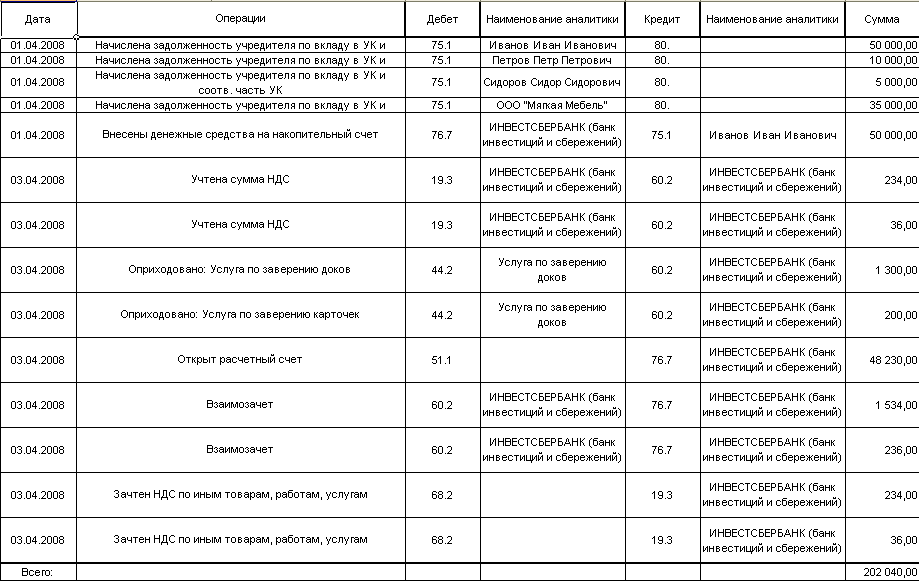 Дата Операции Дебет Наименование аналитики Кредит Наименование аналитики Сумма
01.04.2008 Начислена задолженность учредителя по вкладу в УК и 75.1 Иванов Иван Иванович 80. 50 000,00
01.04.2008 Начислена задолженность учредителя по вкладу в УК и 75.1 Петров Петр Петрович 80. 10 000,00
01.04.2008 Начислена задолженность учредителя по вкладу в УК и 75.1 Сидоров Сидор Сидорович 80. 5 000,00
соотв. часть УК
01.04.2008 Начислена задолженность учредителя по вкладу в УК и 75.1 ООО "Мягкая Мебель" 80. 35 000,00
01.04.2008 Внесены денежные средства на накопительный счет 76.7 ИНВЕСТСБЕРБАНК (банк 75.1 Иванов Иван Иванович 50 000,00
инвестиций и сбережений)
03.04.2008 Учтена сумма НДС 19.3 ИНВЕСТСБЕРБАНК (банк 60.2 ИНВЕСТСБЕРБАНК (банк 234,00
инвестиций и сбережений) инвестиций и сбережений)
03.04.2008 Учтена сумма НДС 19.3 ИНВЕСТСБЕРБАНК (банк 60.2 ИНВЕСТСБЕРБАНК (банк 36,00
инвестиций и сбережений) инвестиций и сбережений)
03.04.2008 Оприходовано: Услуга по заверению доков 44.2 Услуга по заверению 60.2 ИНВЕСТСБЕРБАНК (банк 1 300,00
доков инвестиций и сбережений)
03.04.2008 Оприходовано: Услуга по заверению карточек 44.2 Услуга по заверению 60.2 ИНВЕСТСБЕРБАНК (банк 200,00
доков инвестиций и сбережений)
03.04.2008 Открыт расчетный счет 51.1 76.7 ИНВЕСТСБЕРБАНК (банк 48 230,00
инвестиций и сбережений)
03.04.2008 Взаимозачет 60.2 ИНВЕСТСБЕРБАНК (банк 76.7 ИНВЕСТСБЕРБАНК (банк 1 534,00
инвестиций и сбережений) инвестиций и сбережений)
03.04.2008 Взаимозачет 60.2 ИНВЕСТСБЕРБАНК (банк 76.7 ИНВЕСТСБЕРБАНК (банк 236,00
инвестиций и сбережений) инвестиций и сбережений)
03.04.2008 Зачтен НДС по иным товарам, работам, услугам 68.2 19.3 ИНВЕСТСБЕРБАНК (банк 234,00
инвестиций и сбережений)
03.04.2008 Зачтен НДС по иным товарам, работам, услугам 68.2 19.3 ИНВЕСТСБЕРБАНК (банк 36,00
инвестиций и сбережений)
Всего: 202 040,00